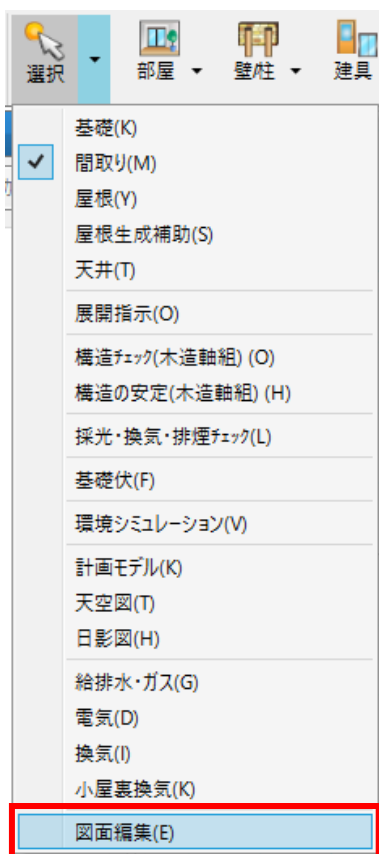 選択
部屋
壁/柱
建具
基礎(K)
間取り(M)
屋根(Y)
屋根生成補助(S)
天井(T)
展開指示(O)
構造ﾁｪｯｸ(木造軸組) (O)
構造の安定(木造軸組) (H)
採光・換気・排煙ﾁｪｯｸ(L)
基礎伏(F)
環境シミュレーション(V)
計画モデル(K)
天空図(T)
日影図(H)
給排水・ガス(G)
電気(D)
換気(I)
小屋裏換気(K)
図面編集(E)